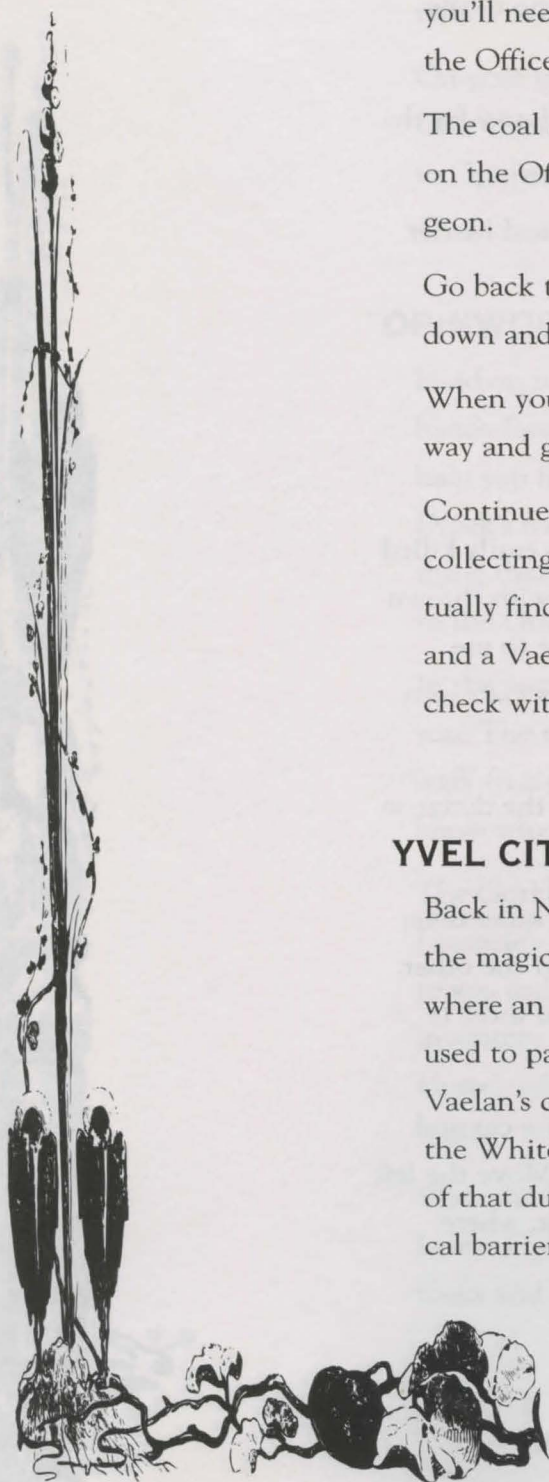 you'll nee
the Office
The coal
on the Of
geon.
Go back t
down and
When you
way and g
Continue
collecting
tually find
and a Vae
check wit
YVEL CIT
Back in N
the magic
where an
used to pa
Vaelan's c
the White
of that du
cal barrier